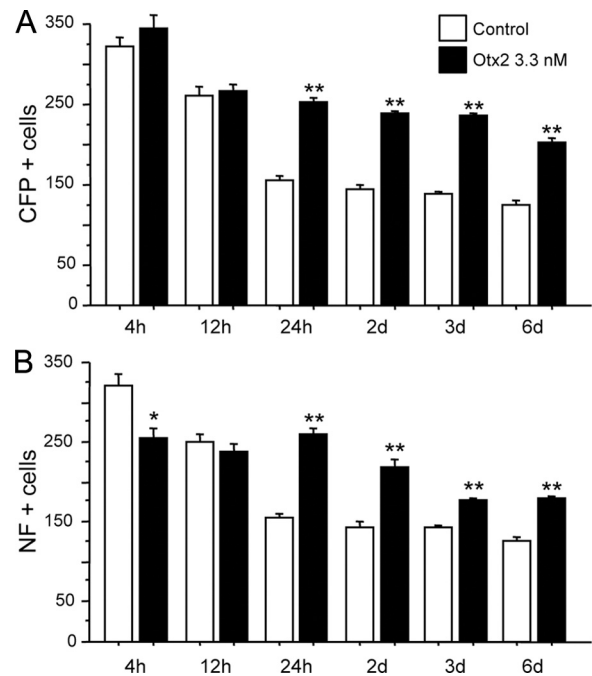 A
350
250
150
50
0
CFP + cells
Control
Otx2 3.3 nM
**
**
**
**
4h 12h 24h 2d 3d 6d
B
350
250
150
50
0
NF + cells
*
**
**
**
**
4h 12h 24h 2d 3d 6d